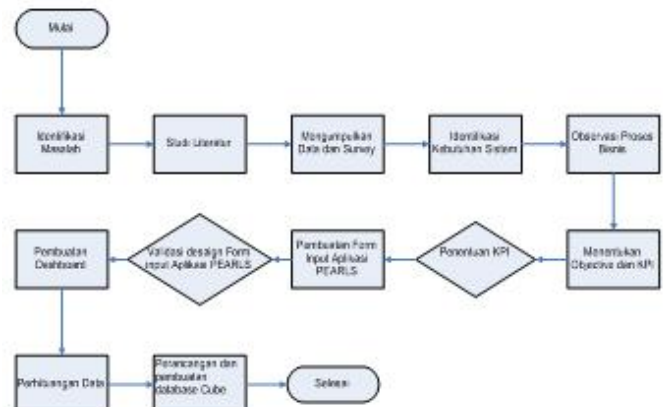 Mulai
Identifikasi
Masalah
Studi Literatur
Mengumpulkan
Data dan Survey
Identifikasi
Kebutuhan Sistem
Observasi Proses
Bisnis
Menentukan
Objective dan KPI
Penentuan KPI
Pembuatan Form
Input Aplikasi
PEARLS
Validasi desaign Form
input Aplikasi PEARLS
Pembuatan
Dashboard
Perhituangan Data
Perancangan dan
pembuatan
database Cube
Selesai